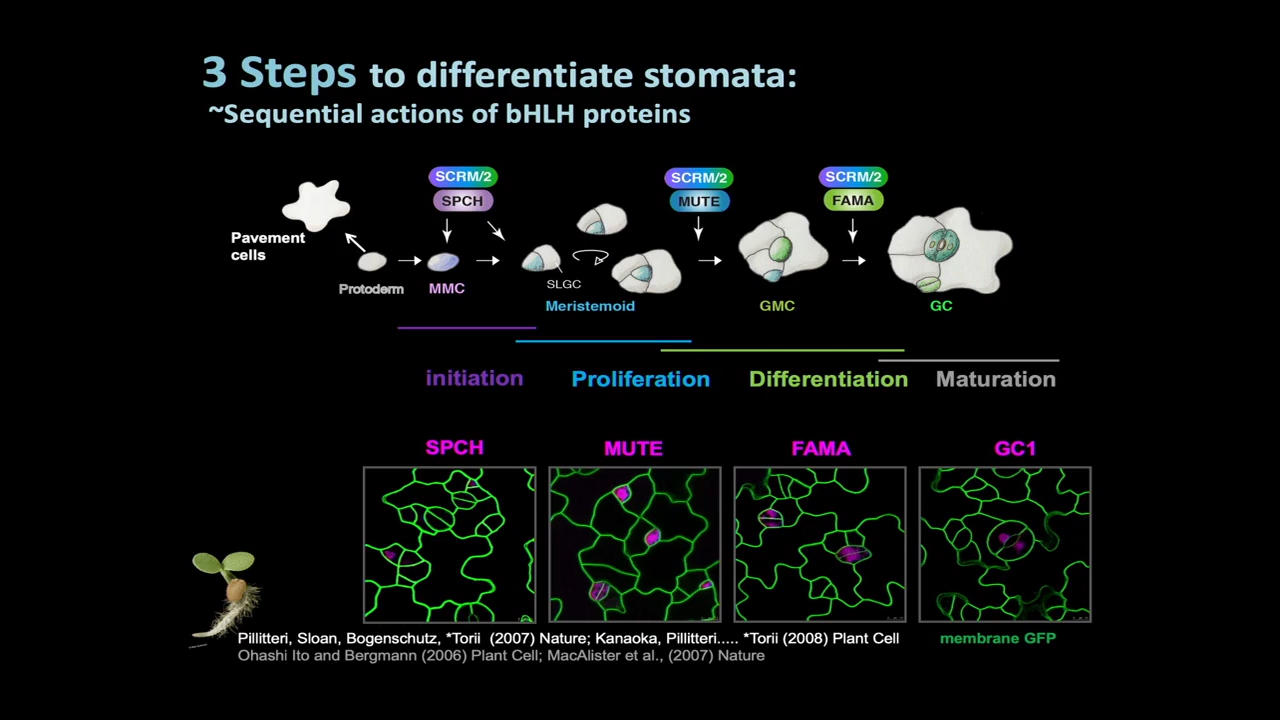 3 Steps to differentiate stomata:
~Sequential actions of bHLH proteins
SCRM/2
SPCH
SCRM/2
MUTE
SCRM/2
FAMA
Pavement
cells
Protoderm
MMC
SLGC
Meristemoid
GMC
GC
initiation
Proliferation
Differentiation
Maturation
SPCH
MUTE
FAMA
GC1
Pillitteri, Sloan, Bogenschutz, *Torii (2007) Nature; Kanaoka, Pillitteri..... *Torii (2008) Plant Cell
membrane GFP
Ohashi Ito and Bergmann (2006) Plant Cell; MacAlister et al., (2007) Nature